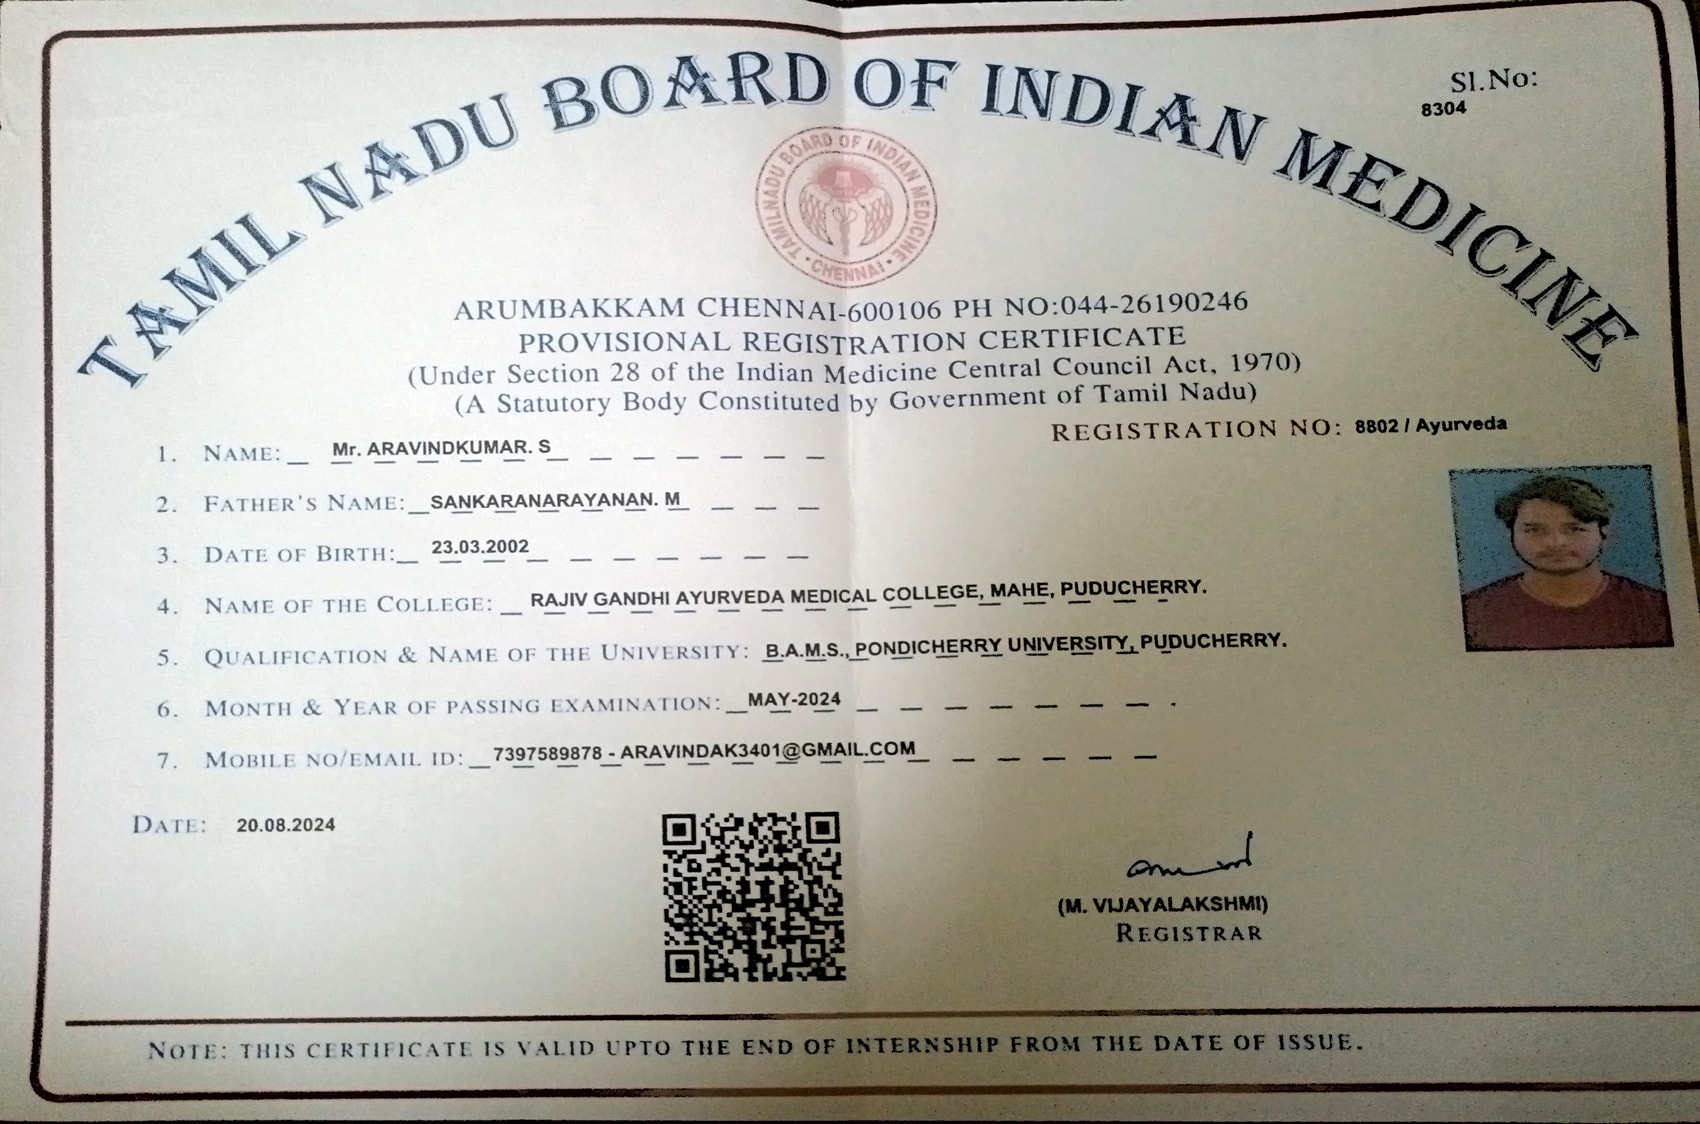 TAMIL NADU BOARD OF INDIAN MEDICINE
Sl.No:
8304
TAMILNADU BOARD OF INDIAN MEDICINE
• CHENNAI •
ARUMBAKKAM CHENNAI-600106 PH NO:044-26190246
PROVISIONAL REGISTRATION CERTIFICATE
(Under Section 28 of the Indian Medicine Central Council Act, 1970)
(A Statutory Body Constituted by Government of Tamil Nadu)
REGISTRATION NO: 8802 / Ayurveda
1. NAME: Mr. ARAVINDKUMAR. S
2. FATHER'S NAME: SANKARANARAYANAN. M
3. DATE OF BIRTH: 23.03.2002
4. NAME OF THE COLLEGE: RAJIV GANDHI AYURVEDA MEDICAL COLLEGE, MAHE, PUDUCHERRY.
5. QUALIFICATION & NAME OF THE UNIVERSITY: B.A.M.S., PONDICHERRY UNIVERSITY, PUDUCHERRY.
6. MONTH & YEAR OF PASSING EXAMINATION: MAY-2024
7. MOBILE NO/EMAIL ID: 7397589878 - ARAVINDAK3401@GMAIL.COM
DATE: 20.08.2024
(M. VIJAYALAKSHMI)
REGISTRAR
NOTE: THIS CERTIFICATE IS VALID UPTO THE END OF INTERNSHIP FROM THE DATE OF ISSUE.